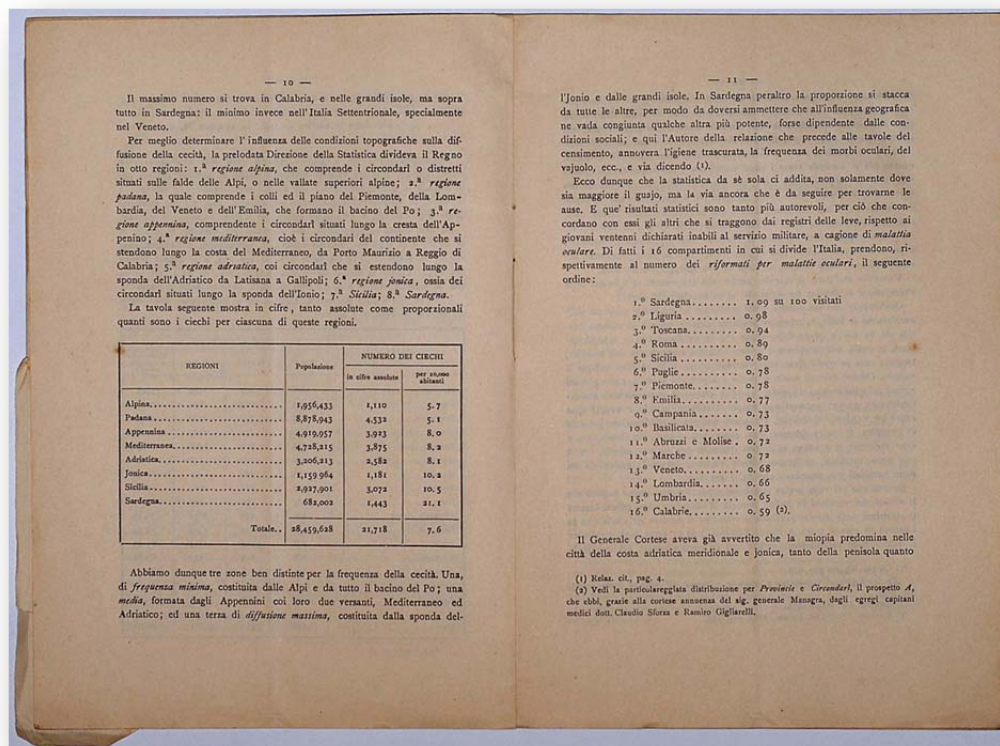 — 10 —
Il massimo numero si trova in Calabria, e nelle grandi isole, ma sopra
tutto in Sardegna: il minimo invece nell'Italia Settentrionale, specialmente
nel Veneto.
Per meglio determinare l'influenza delle condizioni topografiche sulla dif-
fusione della cecità, la prelodata Direzione della Statistica divideva il Regno
in otto regioni: 1.ª regione alpina, che comprende i circondari o distretti
situati sulle falde delle Alpi, o nelle vallate superiori alpine; 2.ª regione
padana, la quale comprende i colli ed il piano del Piemonte, della Lom-
bardia, del Veneto e dell'Emilia, che formano il bacino del Po; 3.ª re-
gione appennina, comprendente i circondari situati lungo la cresta dell'Ap-
pennino; 4.ª regione mediterranea, cioè i circondari del continente che si
stendono lungo la costa del Mediterraneo, da Porto Maurizio a Reggio di
Calabria; 5.ª regione adriatica, coi circondarî che si estendono lungo la
sponda dell'Adriatico da Latisana a Gallipoli; 6.ª regione jonica, ossia dei
circondarî situati lungo la sponda dell'Ionio; 7.ª Sicilia; 8.ª Sardegna.
La tavola seguente mostra in cifre, tanto assolute come proporzionali
quanti sono i ciechi per ciascuna di queste regioni.
REGIONI Popolazione NUMERO DEI CIECHI
in cifre assolute per 10,000 abitanti
Alpina 1,956,433 1,110 5.7
Padana 8,878,943 4,532 5.1
Appennina 4,919,957 3,923 8.0
Mediterranea 4,728,215 3,875 8.2
Adriatica 3,206,213 2,582 8.1
Jonica 1,159 964 1,181 10.2
Sicilia 2,927,901 3,072 10.5
Sardegna 682,002 1,443 21.1
Totale.. 28,459,628 21,718 7.6
Abbiamo dunque tre zone ben distinte per la frequenza della cecità. Una,
di frequenza minima, costituita dalle Alpi e da tutto il bacino del Po; una
media, formata dagli Appennini coi loro due versanti, Mediterraneo ed
Adriatico; ed una terza di diffusione massima, costituita dalla sponda del-
— 11 —
l'Jonio e dalle grandi isole. In Sardegna peraltro la proporzione si stacca
da tutte le altre, per modo da doversi ammettere che all'influenza geografica
ne vada congiunta qualche altra più potente, forse dipendente dalle con-
dizioni sociali; e qui l'Autore della relazione che precede alle tavole del
censimento, annovera l'igiene trascurata, la frequenza dei morbi oculari, del
vajuolo, ecc., e via dicendo (1).
Ecco dunque che la statistica da sè sola ci addita, non solamente dove
sia maggiore il guajo, ma la via ancora che è da seguire per trovarne le
ause. E que' risultati statistici sono tanto più autorevoli, per ciò che con-
cordano con essi gli altri che si traggono dai registri delle leve, rispetto ai
giovani ventenni dichiarati inabili al servizio militare, a cagione di malattia
oculare. Di fatti i 16 compartimenti in cui si divide l'Italia, prendono, ri-
spettivamente al numero dei riformati per malattie oculari, il seguente
ordine:
1.º Sardegna........ 1, 09 su 100 visitati
2.º Liguria ......... 0, 98
3.º Toscana......... 0, 94
4.º Roma .......... 0, 89
5.º Sicilia .......... 0, 80
6.º Puglie .......... 0, 78
7.º Piemonte........ 0, 78
8.º Emilia.......... 0, 77
9.º Campania....... 0, 73
10.º Basilicata....... 0, 73
11.º Abruzzi e Molise . 0, 72
12.º Marche ........ 0 72
13.º Veneto......... 0, 68
14.º Lombardia...... 0, 66
15.º Umbria......... 0, 65
16.º Calabrie........ 0, 59 (2).
Il Generale Cortese aveva già avvertito che la miopia predomina nelle
città della costa adriatica meridionale e jonica, tanto della penisola quanto
(1) Relaz. cit., pag. 4.
(2) Vedi la particolareggiata distribuzione per Provincie e Circondarî, il prospetto A,
che ebbi, grazie alla cortese annuenza del sig. generale Managra, dagli egregi capitani
medici dott. Claudio Sforza e Ramiro Gigliarelli.